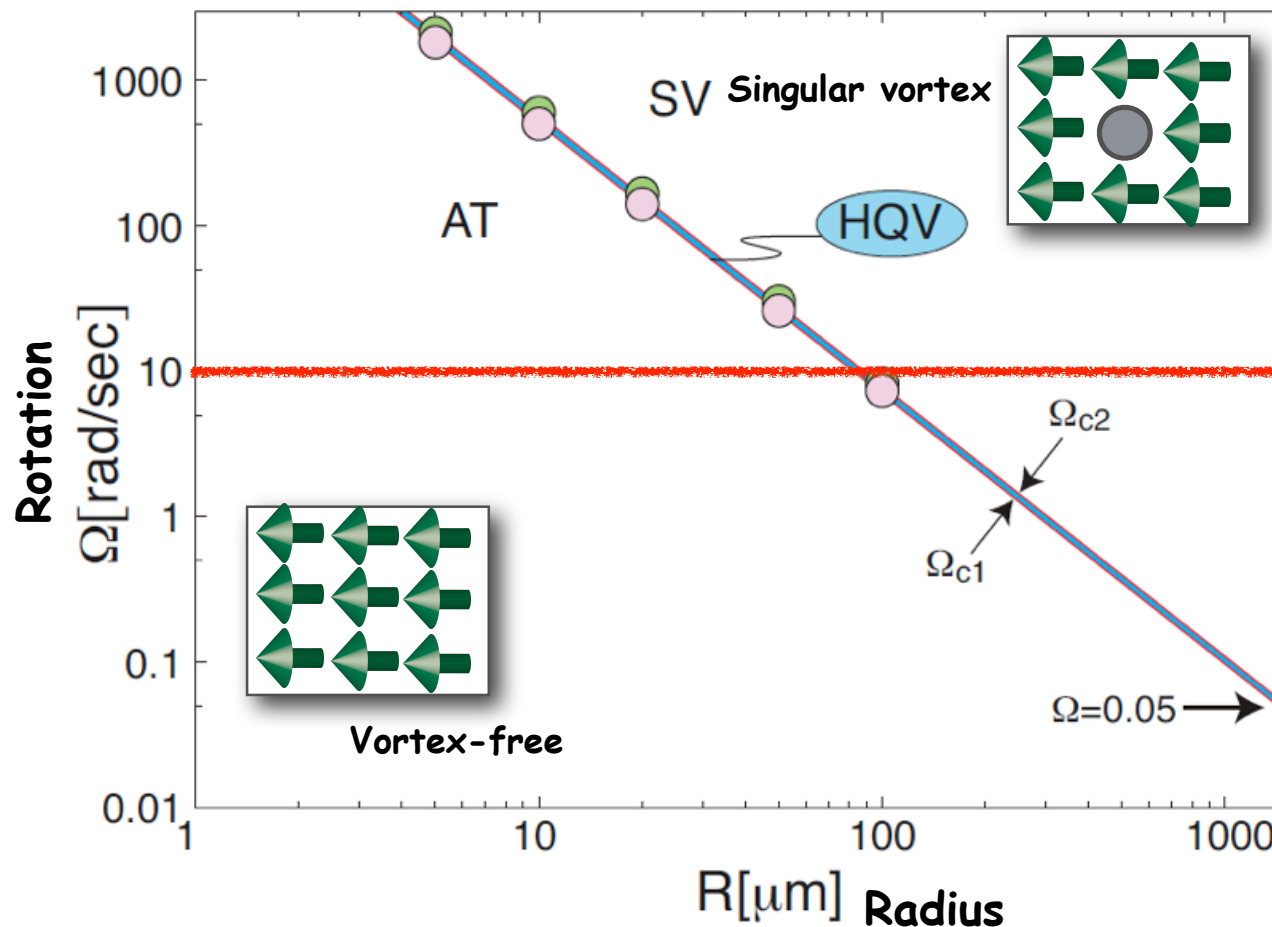 1000
100
10
1
0.1
0.01
Rotation
Ω[rad/sec]
SV Singular vortex
AT
HQV
Ωc2
Ωc1
Ω=0.05
Vortex-free
1
10
100
1000
R[μm] Radius